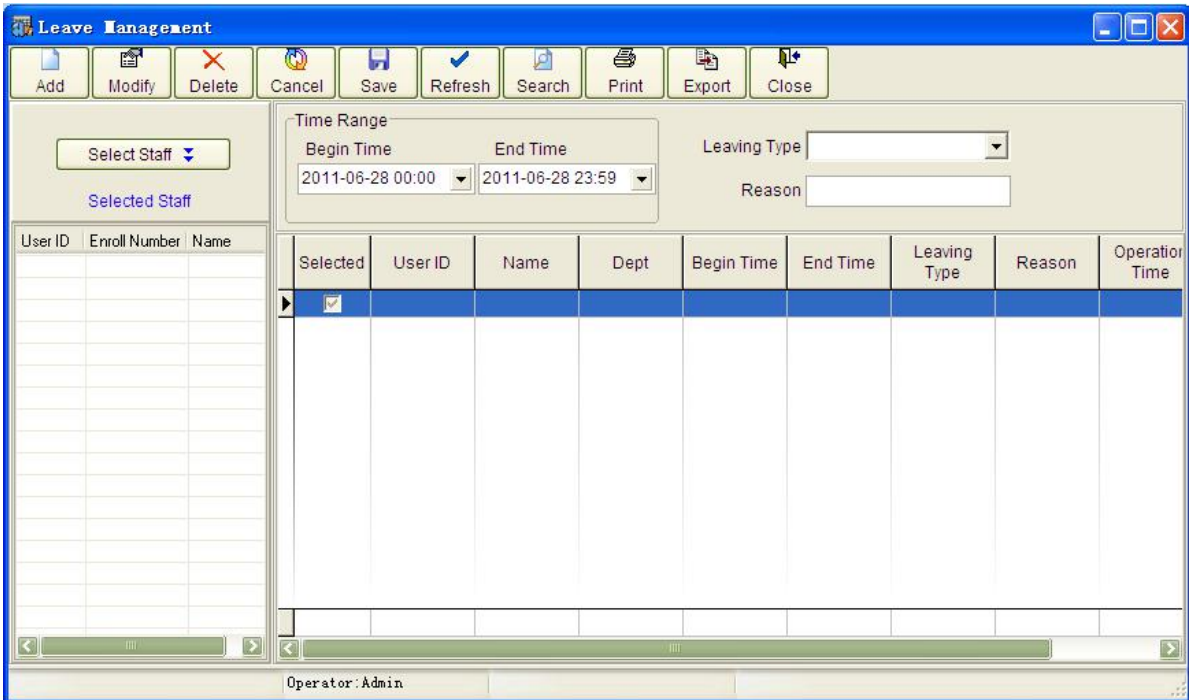 Leave Management
Add Modify Delete Cancel Save Refresh Search Print Export Close
Select Staff
Selected Staff
User ID Enroll Number Name
Time Range
Begin Time End Time
2011-06-28 00:00 2011-06-28 23:59
Leaving Type
Reason
Selected User ID Name Dept Begin Time End Time Leaving Type Reason Operation Time
Operator:Admin